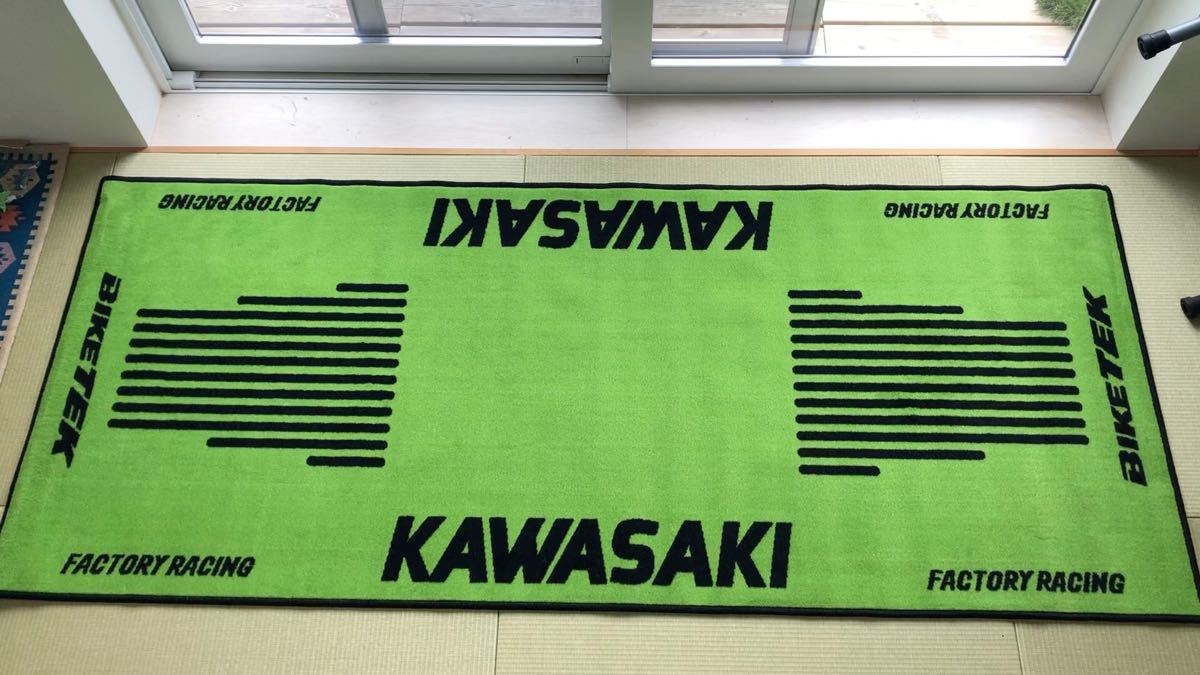 FACTORY RACING
KAWASAKI
FACTORY RACING
BIKETEK
BIKETEK
FACTORY RACING
KAWASAKI
FACTORY RACING